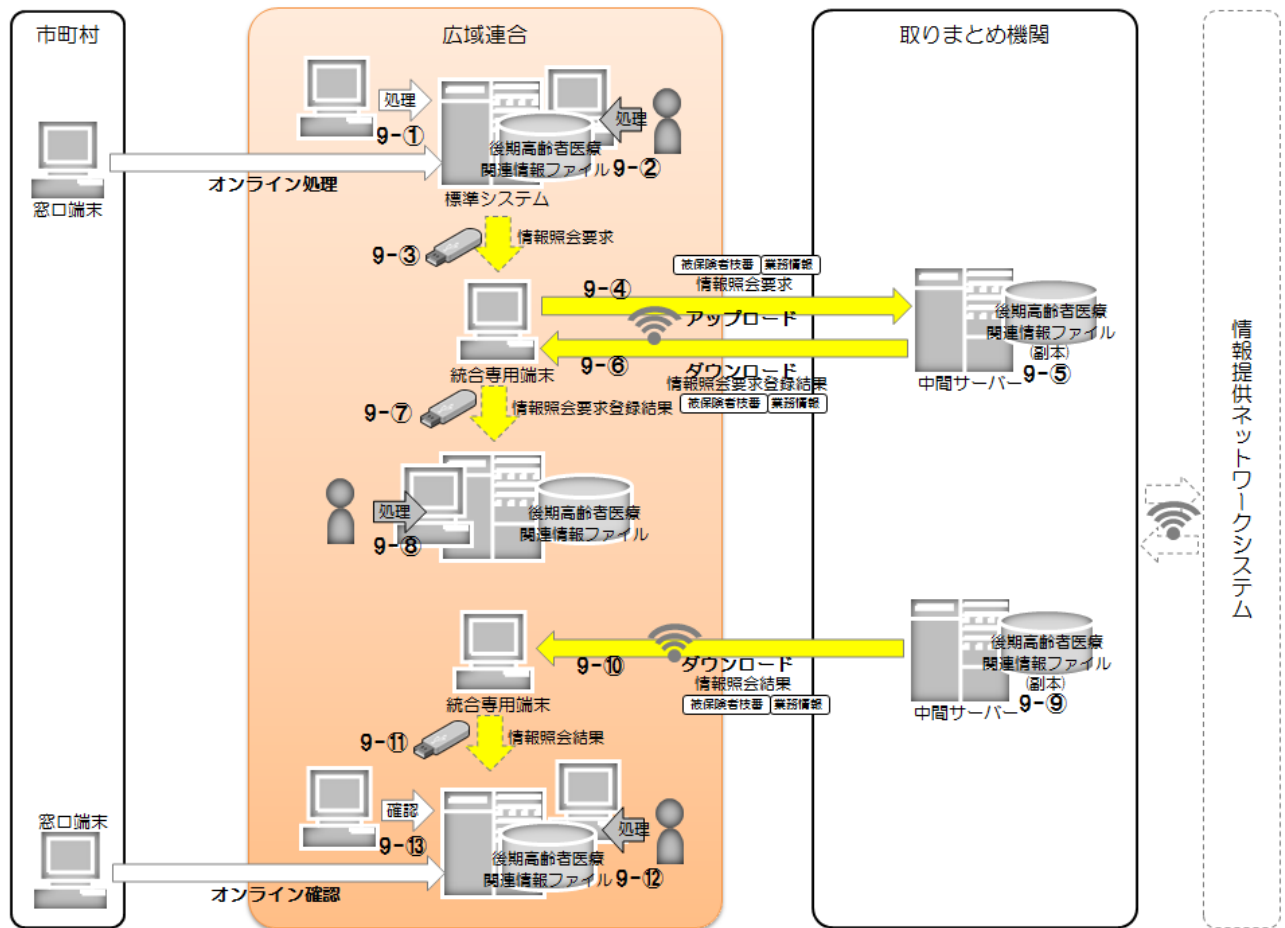 市町村
広域連合
取りまとめ機関
処理
9-①
処理
後期高齢者医療
関連情報ファイル
9-②
窓口端末
オンライン処理
標準システム
9-③
情報照会要求
9-④
被保険者枝番
業務情報
情報照会要求
アップロード
後期高齢者医療
関連情報ファイル
(副本)
9-⑤
中間サーバー
統合専用端末
9-⑥
ダウンロード
情報照会要求登録結果
被保険者枝番
業務情報
9-⑦
情報照会要求登録結果
処理
9-⑧
後期高齢者医療
関連情報ファイル
情報提供ネットワークシステム
統合専用端末
9-⑩
ダウンロード
情報照会結果
被保険者枝番
業務情報
後期高齢者医療
関連情報ファイル
(副本)
9-⑨
中間サーバー
9-⑪
情報照会結果
窓口端末
確認
9-⑬
処理
後期高齢者医療
関連情報ファイル
9-⑫
オンライン確認